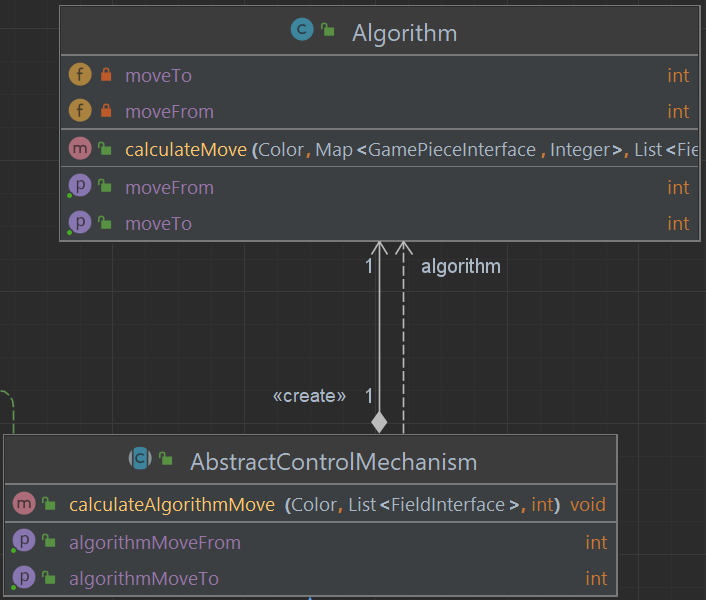 C Algorithm
f moveTo int
f moveFrom int
m calculateMove (Color, Map <GamePieceInterface , Integer>, List <Fie
p moveFrom int
p moveTo int
1 algorithm
«create» 1
C AbstractControlMechanism
m calculateAlgorithmMove (Color, List <FieldInterface >, int) void
p algorithmMoveFrom int
p algorithmMoveTo int